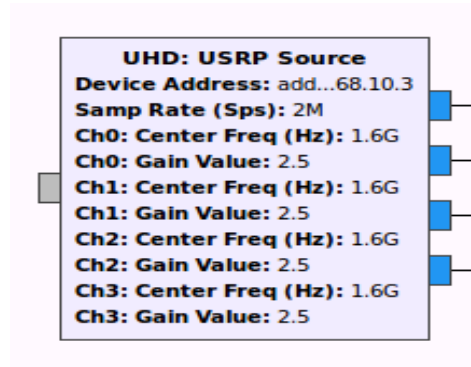 UHD: USRP Source
Device Address: add...68.10.3
Samp Rate (Sps): 2M
Ch0: Center Freq (Hz): 1.6G
Ch0: Gain Value: 2.5
Ch1: Center Freq (Hz): 1.6G
Ch1: Gain Value: 2.5
Ch2: Center Freq (Hz): 1.6G
Ch2: Gain Value: 2.5
Ch3: Center Freq (Hz): 1.6G
Ch3: Gain Value: 2.5